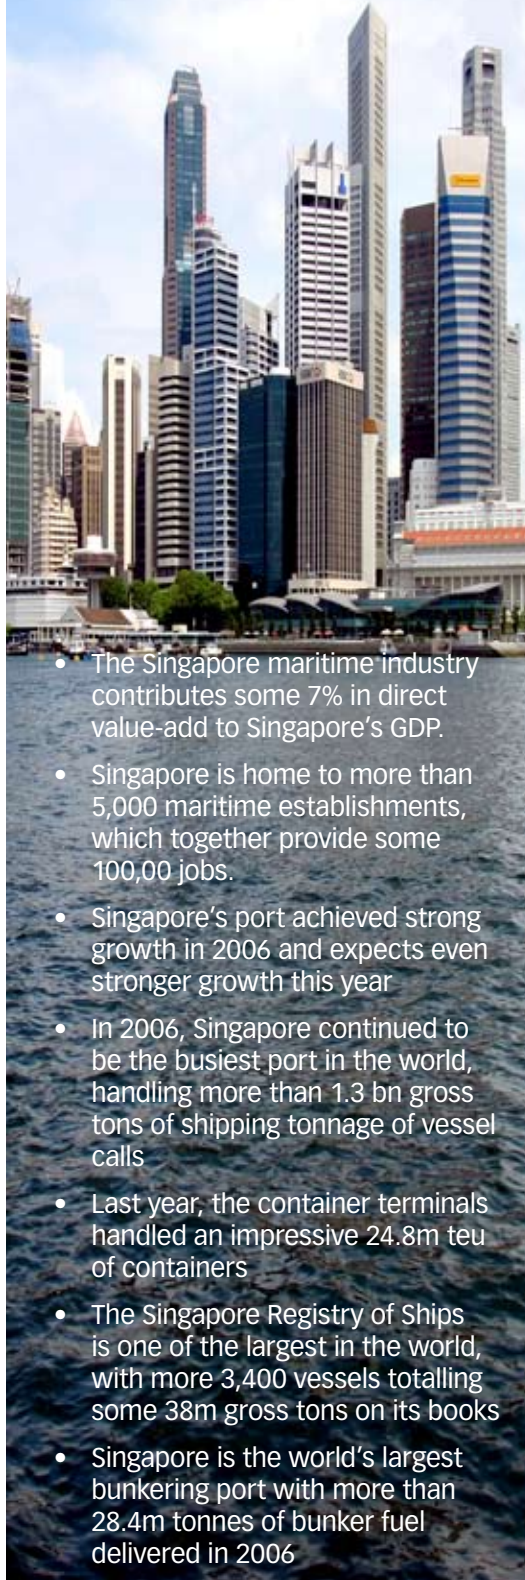 • The Singapore maritime industry
contributes some 7% in direct
value-add to Singapore's GDP.
• Singapore is home to more than
5,000 maritime establishments,
which together provide some
100,00 jobs.
• Singapore's port achieved strong
growth in 2006 and expects even
stronger growth this year
• In 2006, Singapore continued to
be the busiest port in the world,
handling more than 1.3 bn gross
tons of shipping tonnage of vessel
calls
• Last year, the container terminals
handled an impressive 24.8m teu
of containers
• The Singapore Registry of Ships
is one of the largest in the world,
with more 3,400 vessels totalling
some 38m gross tons on its books
• Singapore is the world's largest
bunkering port with more than
28.4m tonnes of bunker fuel
delivered in 2006